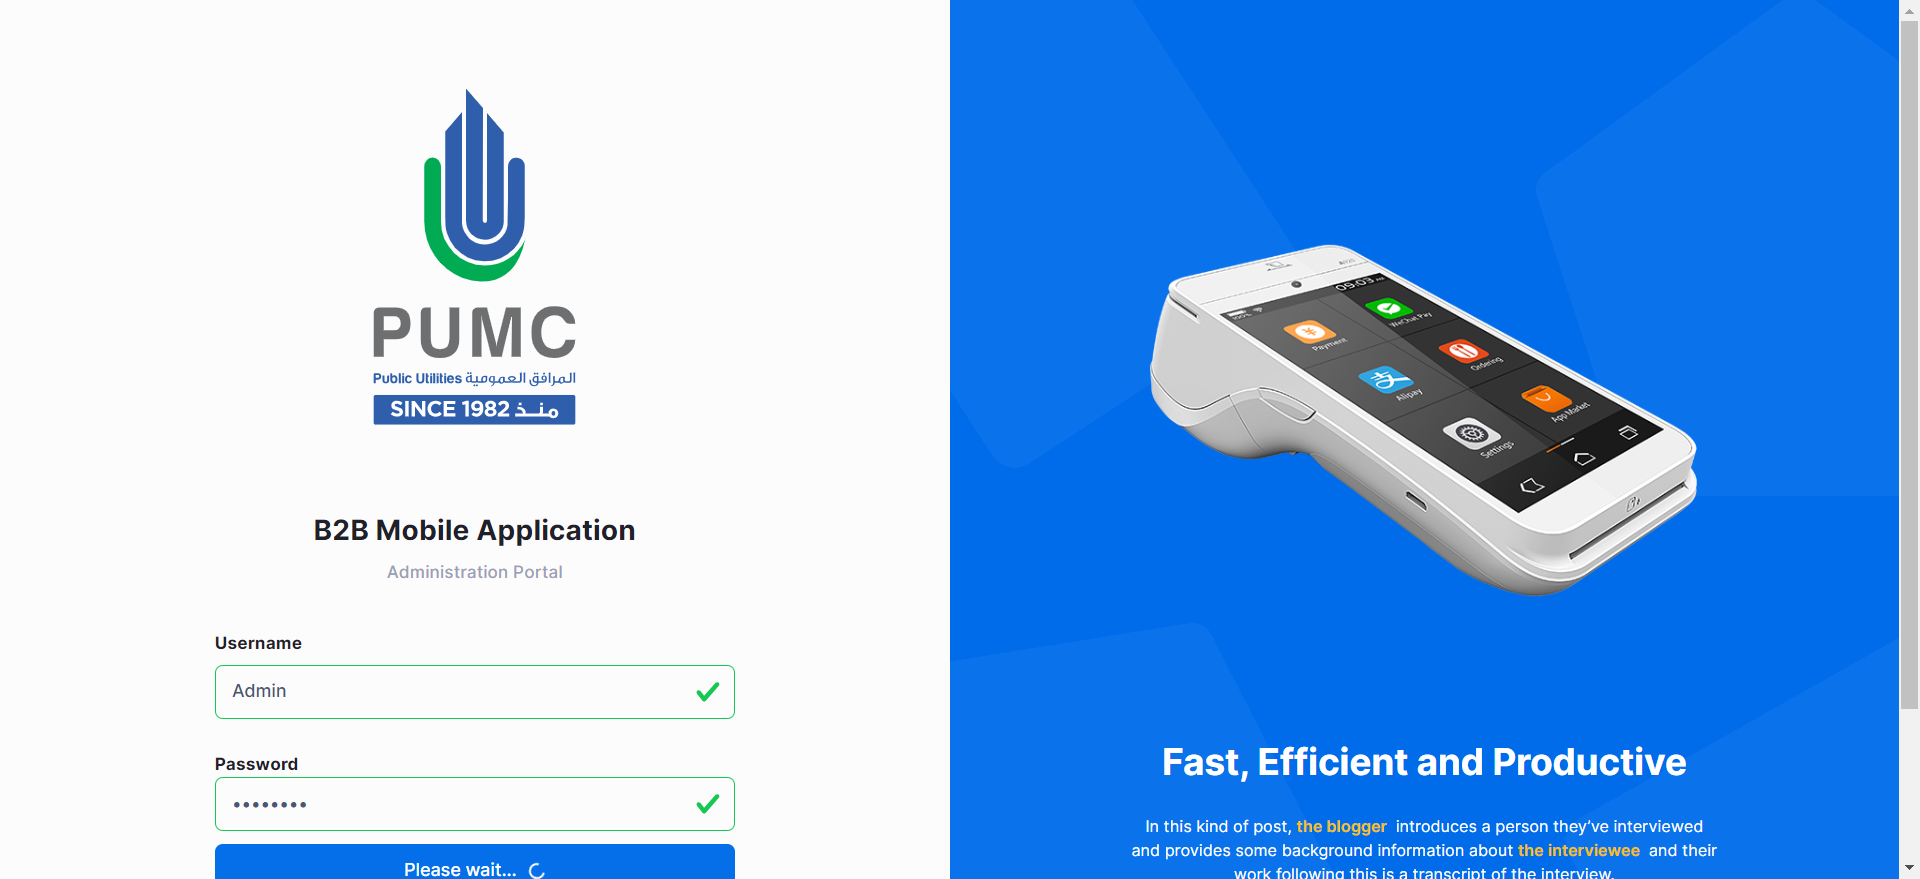 PUMC
Public Utilities المرافق العمومية
SINCE 1982 منذ
B2B Mobile Application
Administration Portal
Username
Admin
Password
••••••••
Please wait...
09:03 AM
100%
Payment
WeChat Pay
Alipay
Ordering
Settings
App Market
Fast, Efficient and Productive
In this kind of post, the blogger introduces a person they’ve interviewed
and provides some background information about the interviewee and their
work following this is a transcript of the interview.